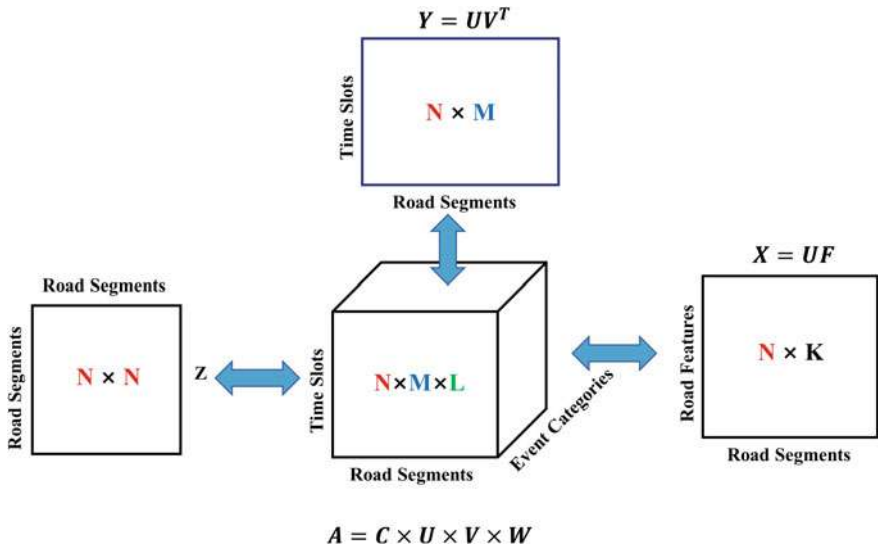 Y = UVᵀ
Time Slots
N × M
Road Segments
X = UF
Road Segments
Road Segments
N × N
Z
Time Slots
N×M×L
Event Categories
Road Segments
Road Features
N × K
Road Segments
A = C × U × V × W